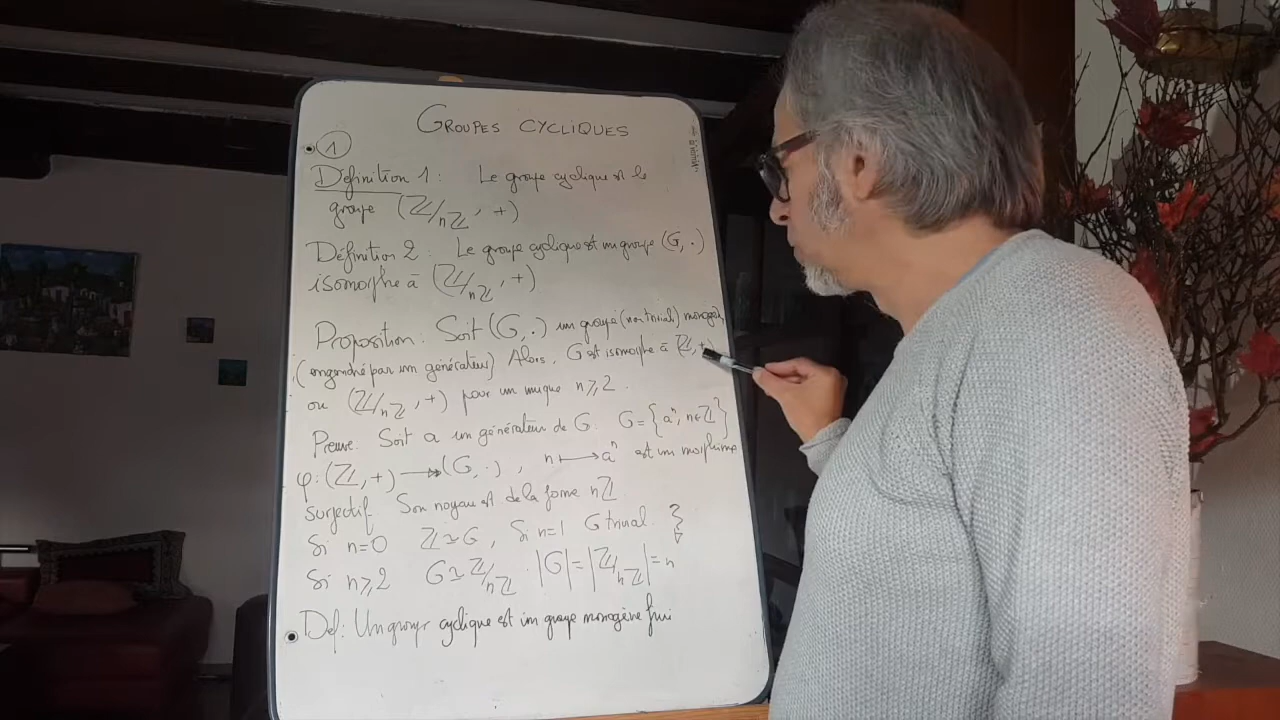 GROUPES CYCLIQUES
1
Définition 1 : Le groupe cyclique est le
groupe (ℤ/nℤ, +)
Définition 2 : Le groupe cyclique est un groupe (G, .)
isomorphe à (ℤ/nℤ, +)
Proposition : Soit (G, .) un groupe (non trivial) monogène
(engendré par un générateur) Alors, G est isomorphe à (ℤ, +)
ou (ℤ/nℤ, +) pour un unique n ⩾ 2.
Preuve. Soit a un générateur de G. G = {aⁿ, n∈ℤ}
φ : (ℤ, +) ↠ (G, .), n ↦ aⁿ est un morphisme
surjectif Son noyau est de la forme nℤ.
Si n=0 ℤ ≃ G, Si n=1 G trivial.
Si n⩾2 G ≃ ℤ/nℤ. |G| = |ℤ/nℤ| = n
Def : Un groupe cyclique est un groupe monogène fini